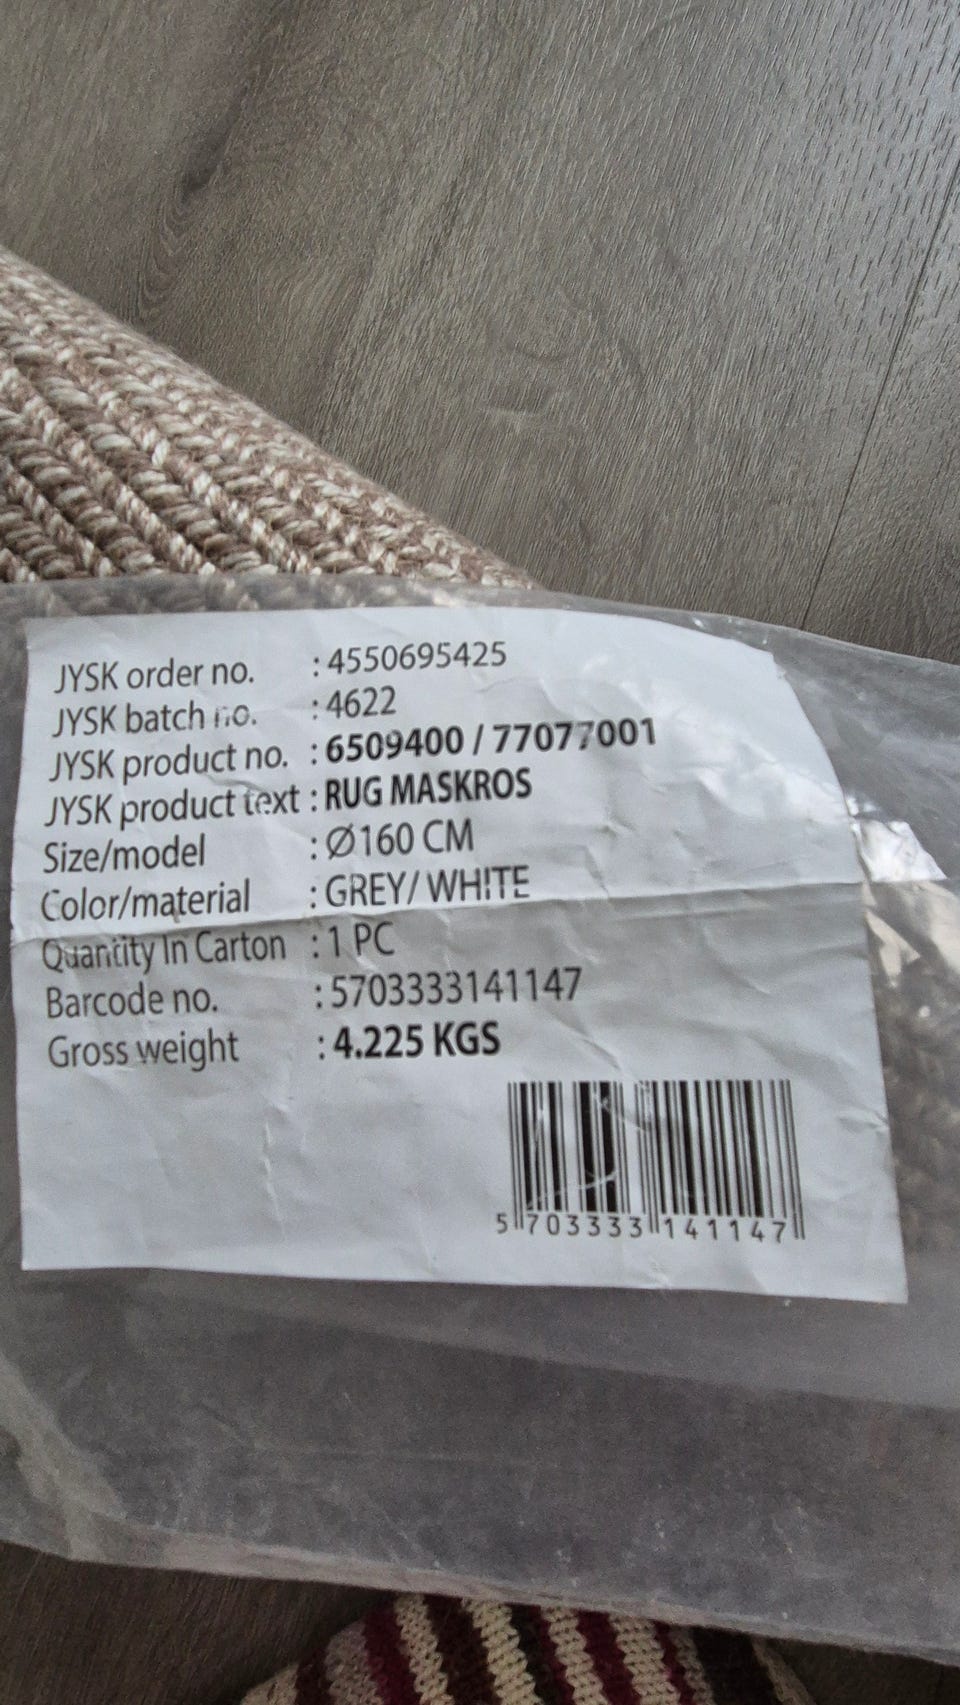 JYSK order no. : 4550695425
JYSK batch no. : 4622
JYSK product no. : 6509400 / 77077001
JYSK product text : RUG MASKROS
Size/model : Ø160 CM
Color/material : GREY/ WHITE
Quantity In Carton : 1 PC
Barcode no. : 5703333141147
Gross weight : 4.225 KGS
5 703333 141147